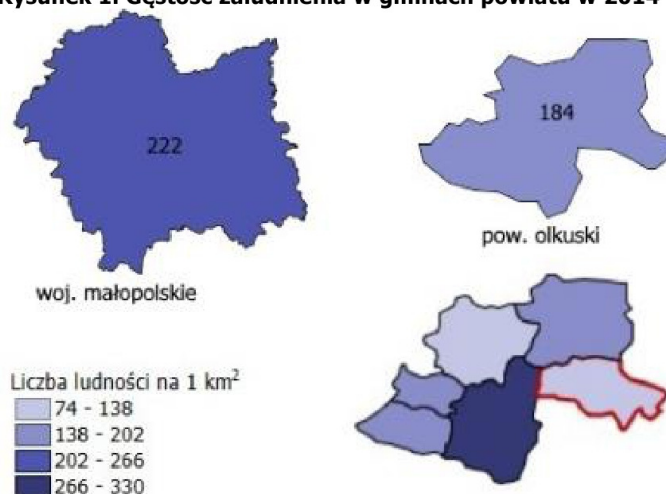 Rysunek 1. Gęstość zaludnienia w gminach powiatu w 2014
222
184
pow. olkuski
woj. małopolskie
Liczba ludności na 1 km²
74 - 138
138 - 202
202 - 266
266 - 330